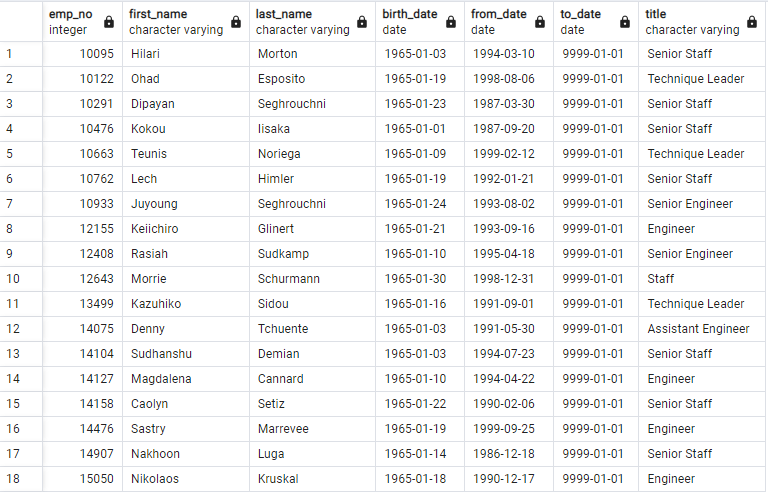 emp_no first_name last_name birth_date from_date to_date title
integer character varying character varying date date date character varying
1 10095 Hilari Morton 1965-01-03 1994-03-10 9999-01-01 Senior Staff
2 10122 Ohad Esposito 1965-01-19 1998-08-06 9999-01-01 Technique Leader
3 10291 Dipayan Seghrouchni 1965-01-23 1987-03-30 9999-01-01 Senior Staff
4 10476 Kokou Iisaka 1965-01-01 1987-09-20 9999-01-01 Senior Staff
5 10663 Teunis Noriega 1965-01-09 1999-02-12 9999-01-01 Technique Leader
6 10762 Lech Himler 1965-01-19 1992-01-21 9999-01-01 Senior Staff
7 10933 Juyoung Seghrouchni 1965-01-24 1993-08-02 9999-01-01 Senior Engineer
8 12155 Keiichiro Glinert 1965-01-21 1993-09-16 9999-01-01 Engineer
9 12408 Rasiah Sudkamp 1965-01-10 1995-04-18 9999-01-01 Senior Engineer
10 12643 Morrie Schurmann 1965-01-30 1998-12-31 9999-01-01 Staff
11 13499 Kazuhiko Sidou 1965-01-16 1991-09-01 9999-01-01 Technique Leader
12 14075 Denny Tchuente 1965-01-03 1991-05-30 9999-01-01 Assistant Engineer
13 14104 Sudhanshu Demian 1965-01-03 1994-07-23 9999-01-01 Senior Staff
14 14127 Magdalena Cannard 1965-01-10 1994-04-22 9999-01-01 Engineer
15 14158 Caolyn Setiz 1965-01-22 1990-02-06 9999-01-01 Senior Staff
16 14476 Sastry Marrevee 1965-01-19 1999-09-25 9999-01-01 Engineer
17 14907 Nakhoon Luga 1965-01-14 1986-12-18 9999-01-01 Senior Staff
18 15050 Nikolaos Kruskal 1965-01-18 1990-12-17 9999-01-01 Engineer